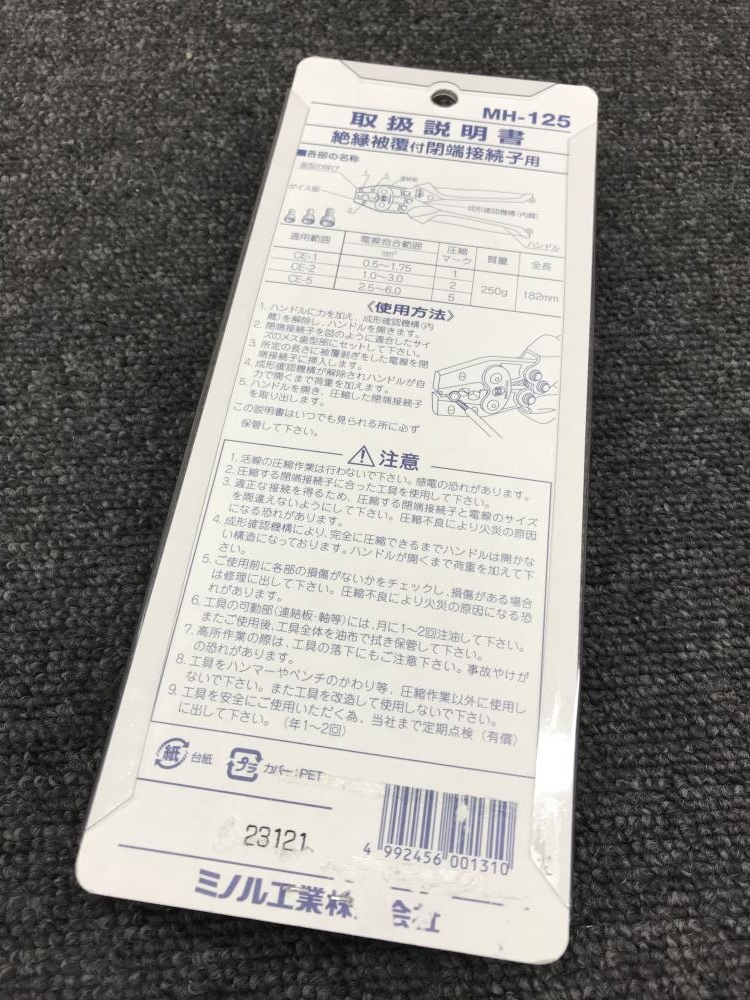 MH-125
取扱説明書
絶縁被覆付閉端接続子用
■各部の名称
歯型の呼び
連結板
ダイス部
成形確認機構(内蔵)
ハンドル
適用範囲 電線抱合範囲 mm² 圧縮マーク 質量 全長
CE-1 0.5～1.75 1 250g 182mm
CE-2 1.0～3.0 2
CE-5 2.5～6.0 5
《使用方法》
1. ハンドルに力を加え、成形確認機構(内
蔵)を解除し、ハンドルを開きます。
2. 閉端接続子を図のように適合したサイ
ズのメス歯型部にセットして下さい。
3. 所定の長さに被覆剥ぎをした電線を閉
端接続子に挿入します。
4. 成形確認機構が解除されハンドルが自
力で開くまで荷重を加えます。
5. ハンドルを開き、圧縮した閉端接続子
を取り出します。
この説明書はいつでも見られる所に必ず
保管して下さい。
注意
1. 活線の圧縮作業は行わないで下さい。感電の恐れがあります。
2. 圧縮する閉端接続子に合った工具を使用して下さい。
3. 適正な接続を得るため、圧縮する閉端接続子と電線のサイズ
を間違えないようにして下さい。圧縮不良により火災の原因
になる恐れがあります。
4. 成形確認機構により、完全に圧縮できるまでハンドルは開かな
い構造になっております。ハンドルが開くまで荷重を加えて下
さい。
5. ご使用前に各部の損傷がないかをチェックし、損傷がある場合
は修理に出して下さい。圧縮不良により火災の原因になる恐
れがあります。
6. 工具の可動部(連結板・軸等)には、月に1～2回注油して下さい。
またご使用後、工具全体を油布で拭き保管して下さい。
7. 高所作業の際は、工具の落下にもご注意下さい。事故やけが
の恐れがあります。
8. 工具をハンマーやペンチのかわり等、圧縮作業以外に使用し
ないで下さい。また工具を改造して使用しないで下さい。
9. 工具を安全にご使用いただく為、当社まで定期点検(有償)
に出して下さい。(年1～2回)
紙 台紙 プラ カバー:PET
23121
4 992456 001310
ミノル工業株 会社